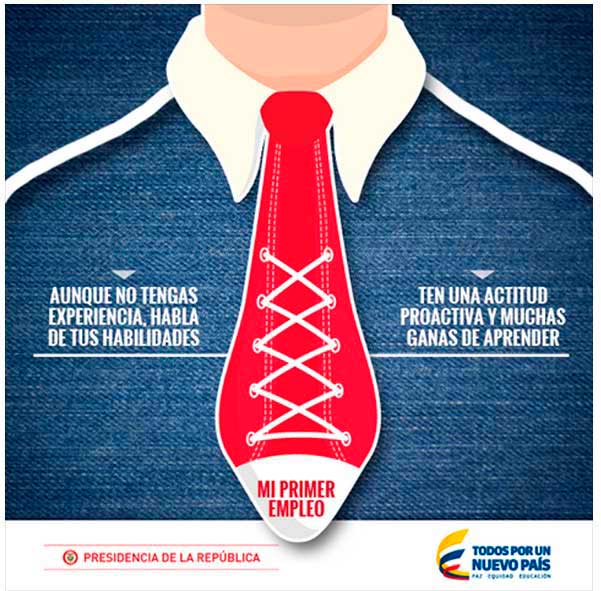 AUNQUE NO TENGAS
EXPERIENCIA, HABLA
DE TUS HABILIDADES
TEN UNA ACTITUD
PROACTIVA Y MUCHAS
GANAS DE APRENDER
MI PRIMER
EMPLEO
PRESIDENCIA DE LA REPÚBLICA
TODOS POR UN
NUEVO PAÍS
PAZ EQUIDAD EDUCACIÓN